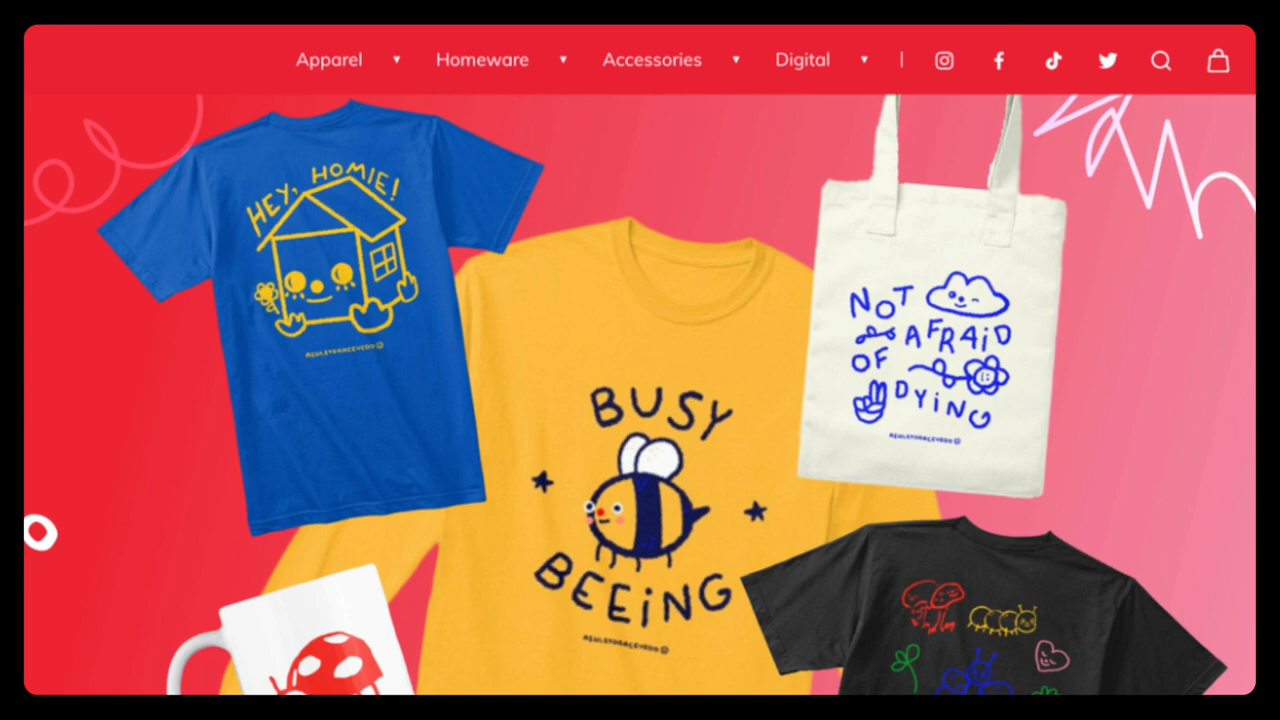 Apparel ▼ Homeware ▼ Accessories ▼ Digital ▼ |
HEY, HOMIE!
NOT
AFRAiD
OF
DYiNG
BUSY
BEEiNG